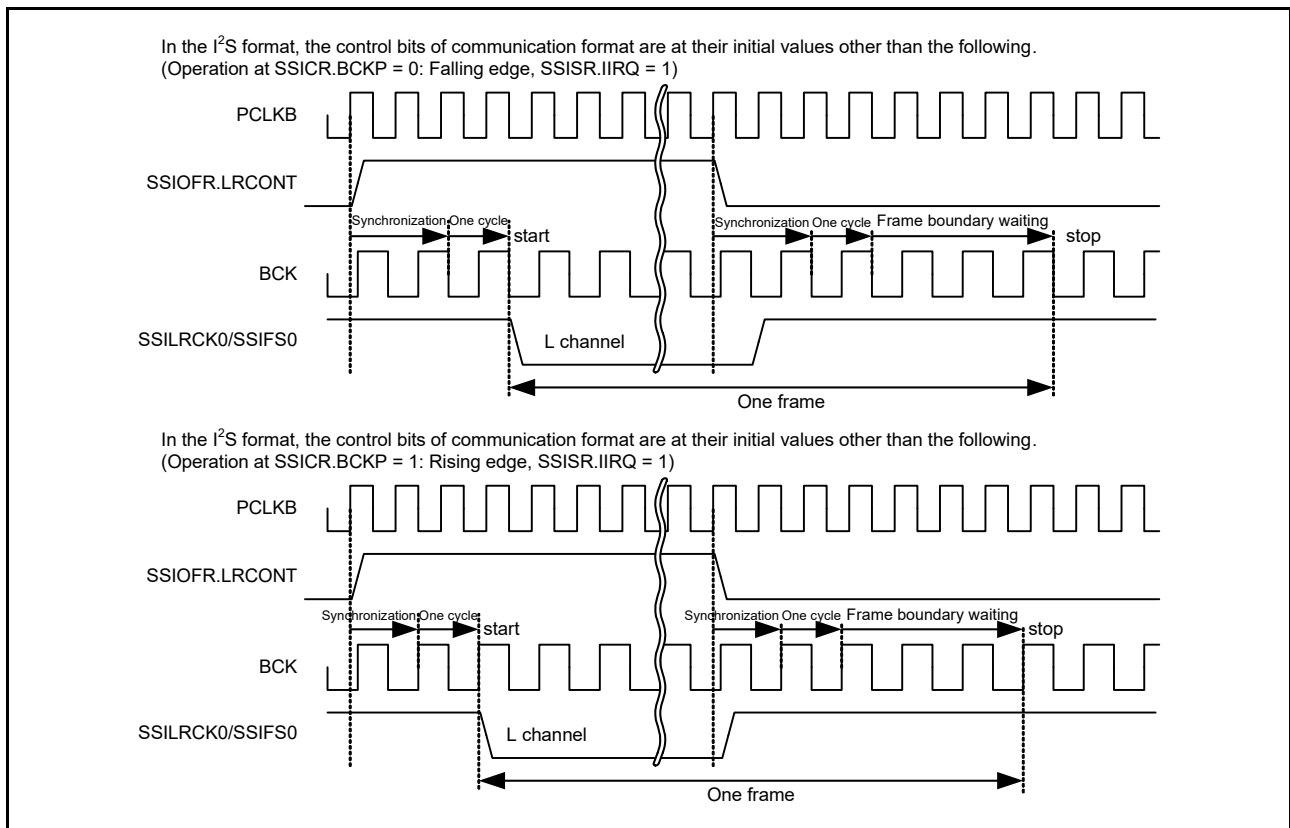 In the I²S format, the control bits of communication format are at their initial values other than the following.
(Operation at SSICR.BCKP = 0: Falling edge, SSISR.IIRQ = 1)
PCLKB
SSIOFR.LRCONT
Synchronization One cycle start Synchronization One cycle Frame boundary waiting stop
BCK
SSILRCK0/SSIFS0 L channel
One frame
In the I²S format, the control bits of communication format are at their initial values other than the following.
(Operation at SSICR.BCKP = 1: Rising edge, SSISR.IIRQ = 1)
PCLKB
SSIOFR.LRCONT
Synchronization One cycle start Synchronization One cycle Frame boundary waiting stop
BCK
SSILRCK0/SSIFS0 L channel
One frame